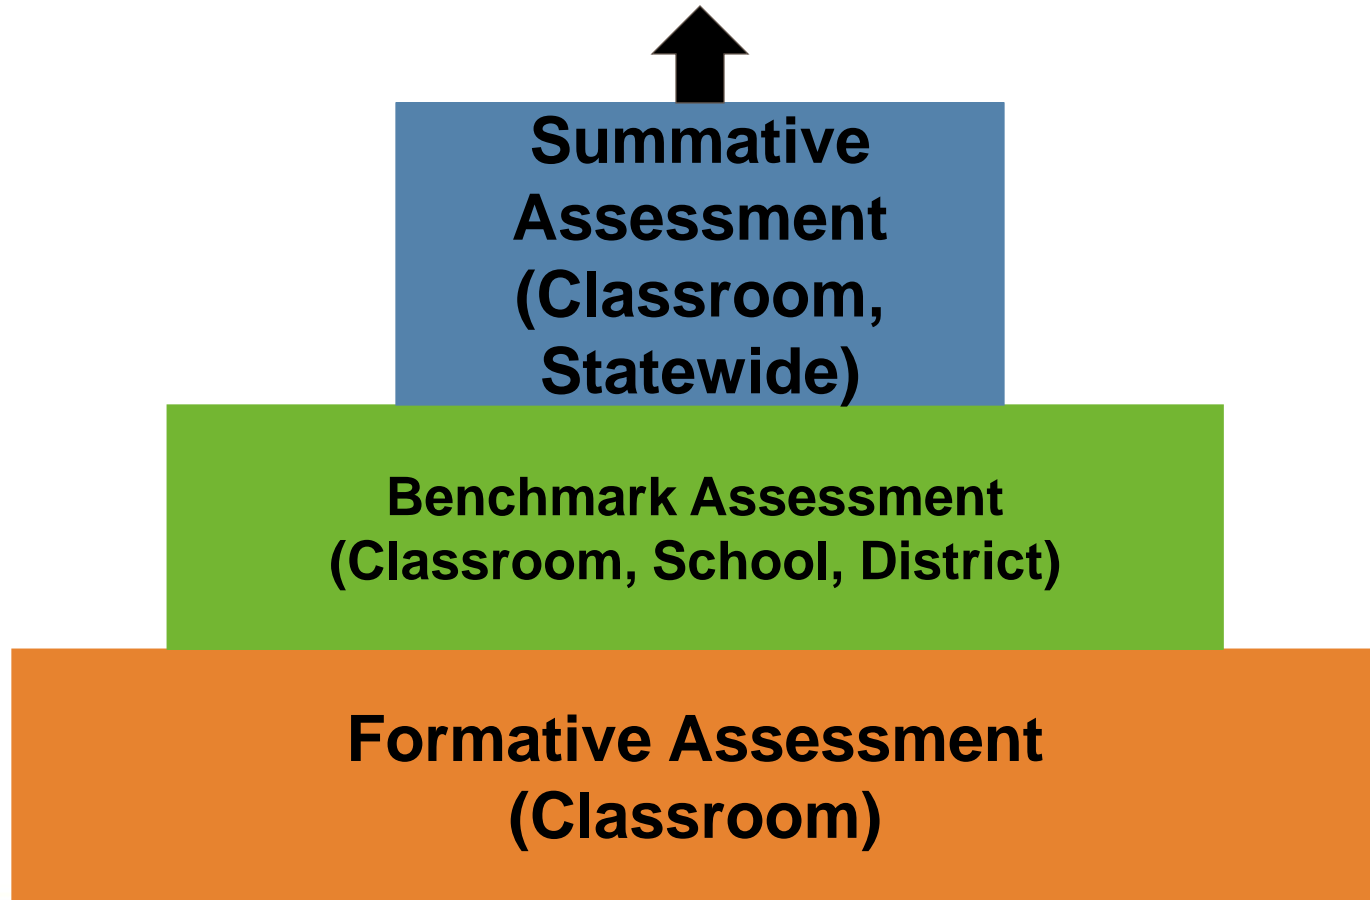 Summative
Assessment
(Classroom,
Statewide)
Benchmark Assessment
(Classroom, School, District)
Formative Assessment
(Classroom)